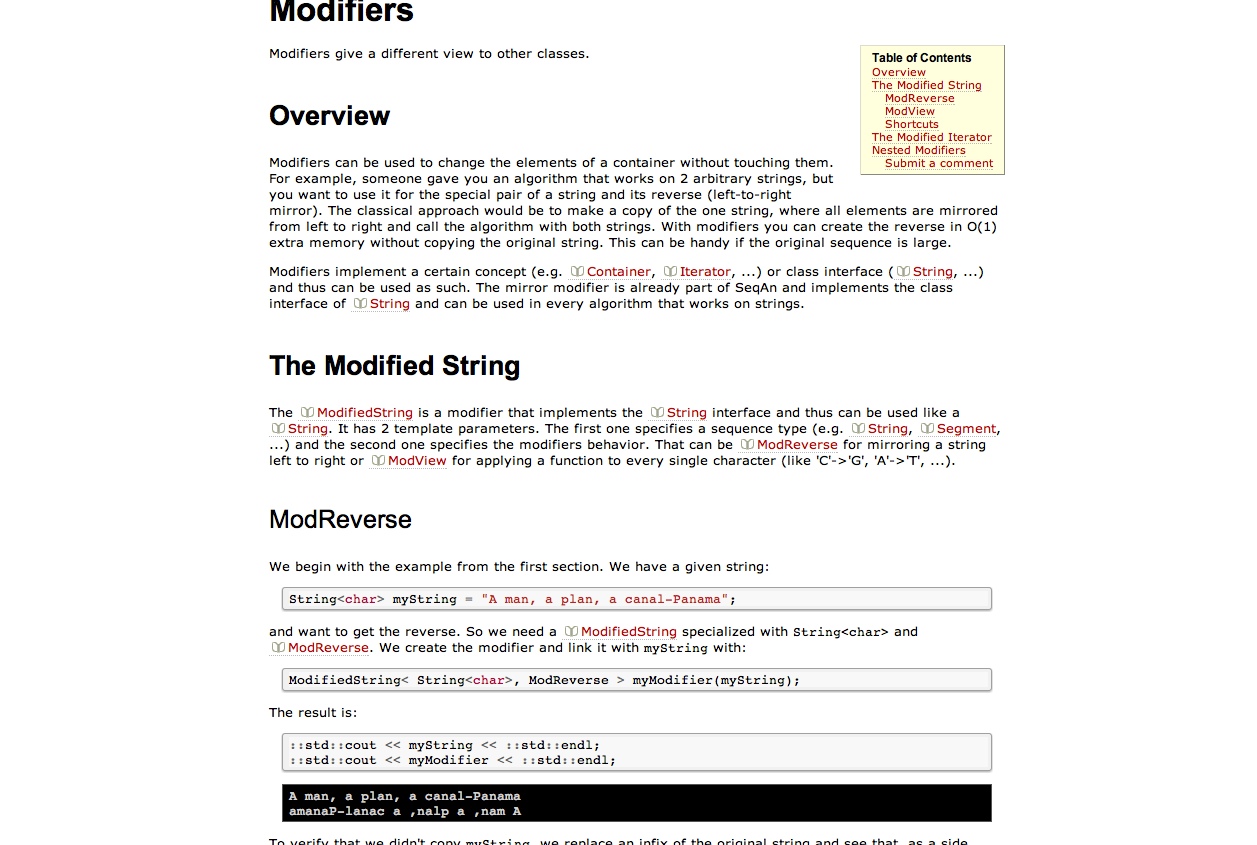 Modifiers
Modifiers give a different view to other classes.
Table of Contents
Overview
The Modified String
ModReverse
ModView
Shortcuts
The Modified Iterator
Nested Modifiers
Submit a comment
Overview
Modifiers can be used to change the elements of a container without touching them.
For example, someone gave you an algorithm that works on 2 arbitrary strings, but
you want to use it for the special pair of a string and its reverse (left-to-right
mirror). The classical approach would be to make a copy of the one string, where all elements are mirrored
from left to right and call the algorithm with both strings. With modifiers you can create the reverse in O(1)
extra memory without copying the original string. This can be handy if the original sequence is large.
Modifiers implement a certain concept (e.g. Container, Iterator, ...) or class interface (String, ...)
and thus can be used as such. The mirror modifier is already part of SeqAn and implements the class
interface of String and can be used in every algorithm that works on strings.
The Modified String
The ModifiedString is a modifier that implements the String interface and thus can be used like a
String. It has 2 template parameters. The first one specifies a sequence type (e.g. String, Segment,
...) and the second one specifies the modifiers behavior. That can be ModReverse for mirroring a string
left to right or ModView for applying a function to every single character (like 'C'->'G', 'A'->'T', ...).
ModReverse
We begin with the example from the first section. We have a given string:
String<char> myString = "A man, a plan, a canal-Panama";
and want to get the reverse. So we need a ModifiedString specialized with String<char> and
ModReverse. We create the modifier and link it with myString with:
ModifiedString< String<char>, ModReverse > myModifier(myString);
The result is:
::std::cout << myString << ::std::endl;
::std::cout << myModifier << ::std::endl;
A man, a plan, a canal-Panama
amanaP-lanac a ,nalp a ,nam A
To verify that we didn't copy myString, we replace an infix of the original string and see that, as a side